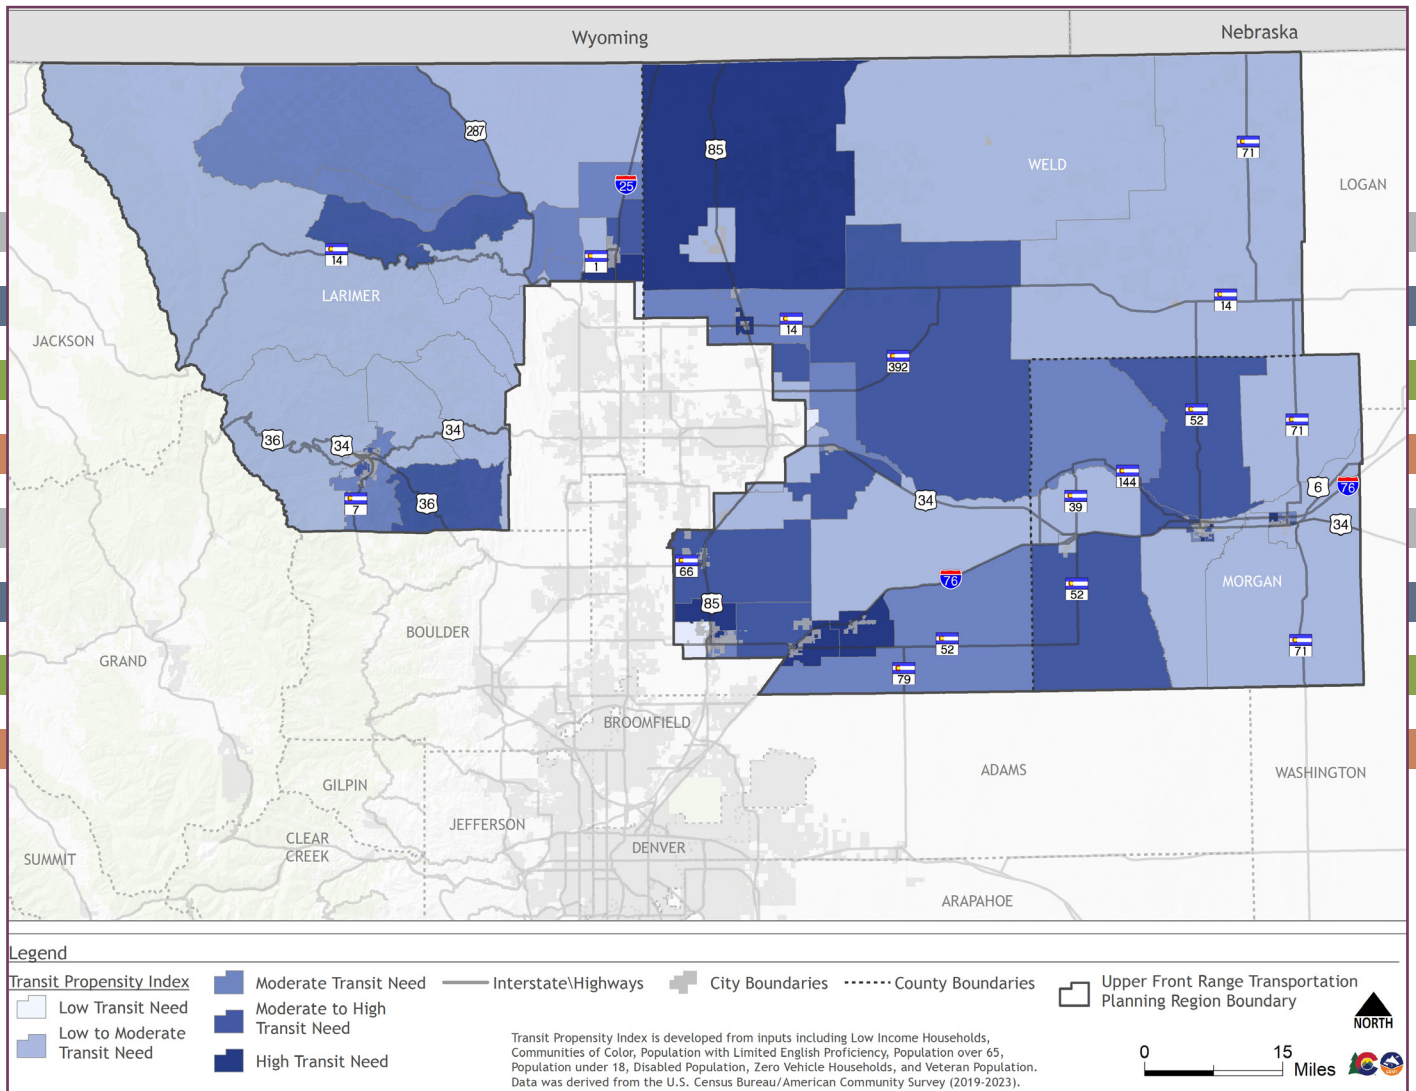 Wyoming
Nebraska
287
85
71
25
WELD
LOGAN
14
1
LARIMER
14
14
JACKSON
392
52
71
36
34
34
144
6
76
7
36
39
34
34
66
76
52
MORGAN
85
BOULDER
52
71
GRAND
79
BROOMFIELD
ADAMS
WASHINGTON
GILPIN
JEFFERSON
CLEAR
CREEK
DENVER
SUMMIT
ARAPAHOE
Legend
Transit Propensity Index
Low Transit Need
Low to Moderate
Transit Need
Moderate Transit Need
Moderate to High
Transit Need
High Transit Need
Interstate\Highways
City Boundaries
County Boundaries
Upper Front Range Transportation
Planning Region Boundary
Transit Propensity Index is developed from inputs including Low Income Households,
Communities of Color, Population with Limited English Proficiency, Population over 65,
Population under 18, Disabled Population, Zero Vehicle Households, and Veteran Population.
Data was derived from the U.S. Census Bureau/American Community Survey (2019-2023).
NORTH
0 15
Miles